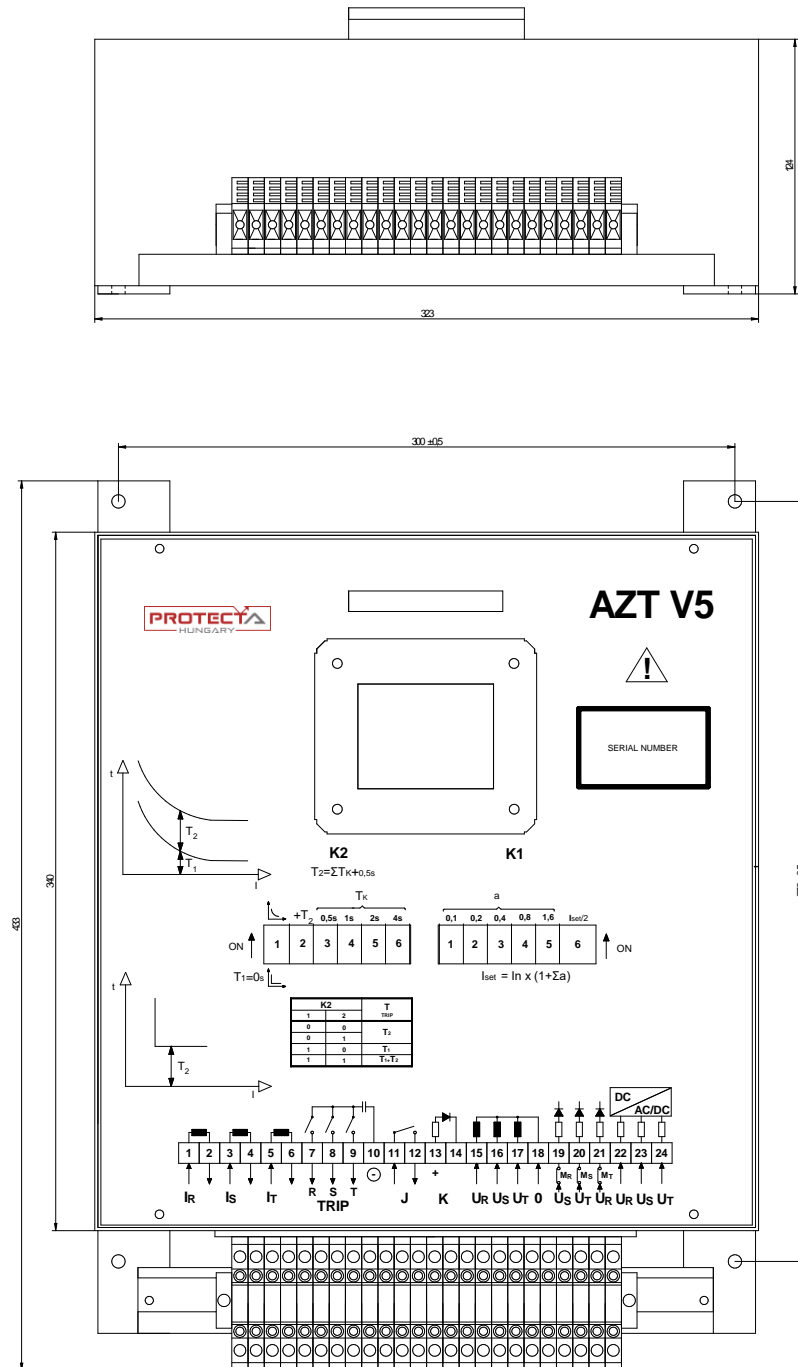 124
323
300 ±0,5
433
340
PROTECTA
HUNGARY
AZT V5
!
SERIAL NUMBER
t
T2
T1
I
K2
K1
T2=ΣTK+0,5s
TK
a
+T2
0,5s 1s 2s 4s
0,1 0,2 0,4 0,8 1,6 Iset/2
ON
1 2 3 4 5 6
1 2 3 4 5 6
ON
T1=0s
Iset = In x (1+Σa)
K2 T
1 2 TRIP
0 0 T2
0 1
1 0 T1
1 1 T1+T2
t
T2
I
DC
AC/DC
1 2 3 4 5 6 7 8 9 10 11 12 13 14 15 16 17 18 19 20 21 22 23 24
- + MR MS MT
R S T
IR IS IT TRIP J K UR US UT 0 US UT UR UR US UT